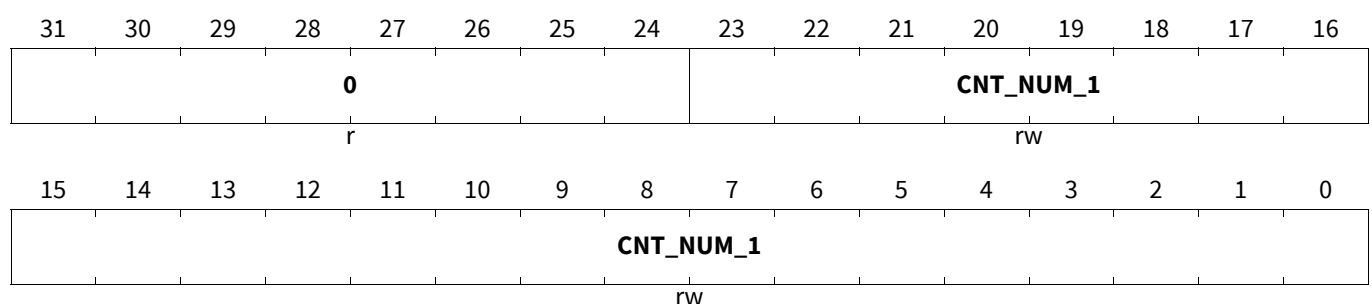 31 30 29 28 27 26 25 24 23 22 21 20 19 18 17 16
0 CNT_NUM_1
r rw
15 14 13 12 11 10 9 8 7 6 5 4 3 2 1 0
CNT_NUM_1
rw